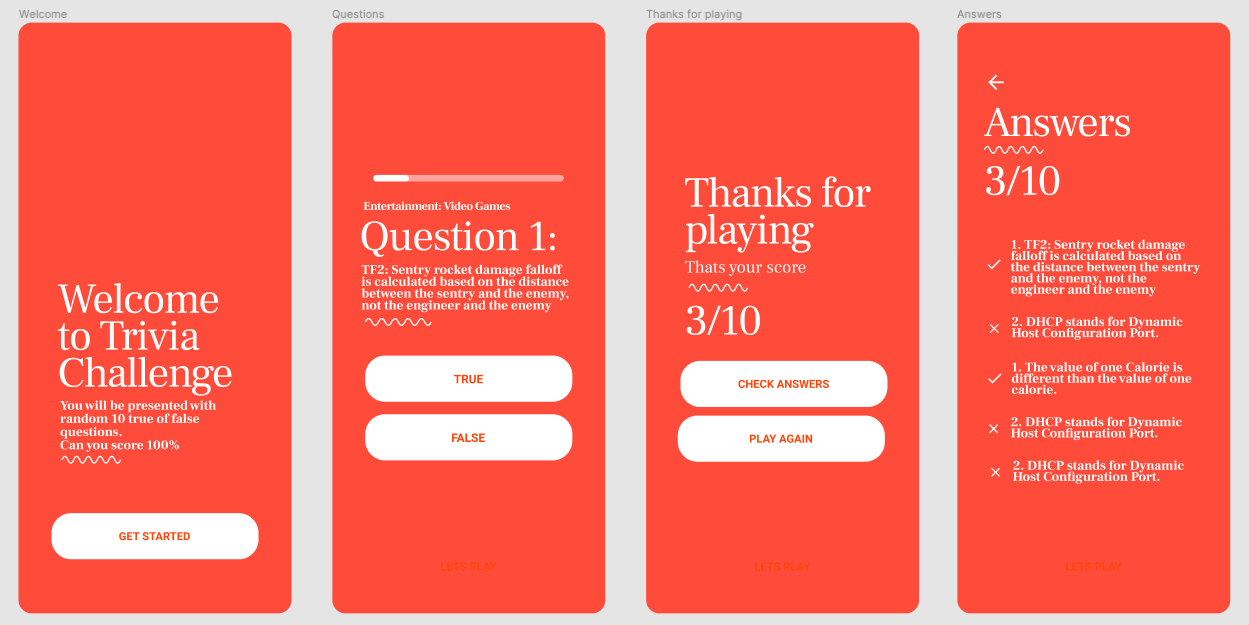 Welcome
Welcome
to Trivia
Challenge
You will be presented with
random 10 true of false
questions.
Can you score 100%
GET STARTED
Questions
Entertainment: Video Games
Question 1:
TF2: Sentry rocket damage falloff
is calculated based on the distance
between the sentry and the enemy,
not the engineer and the enemy
TRUE
FALSE
LETS PLAY
Thanks for playing
Thanks for
playing
Thats your score
3/10
CHECK ANSWERS
PLAY AGAIN
LETS PLAY
Answers
Answers
3/10
1. TF2: Sentry rocket damage
falloff is calculated based on
the distance between the sentry
and the enemy, not the
engineer and the enemy
2. DHCP stands for Dynamic
Host Configuration Port.
1. The value of one Calorie is
different than the value of one
calorie.
2. DHCP stands for Dynamic
Host Configuration Port.
2. DHCP stands for Dynamic
Host Configuration Port.
LETS PLAY